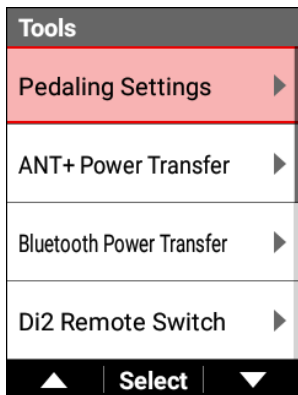 Tools
Pedaling Settings
ANT+ Power Transfer
Bluetooth Power Transfer
Di2 Remote Switch
Select